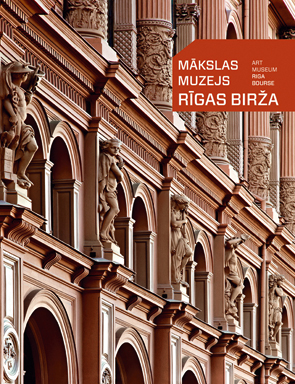 MĀKSLAS
MUZEJS
RĪGAS BIRŽA
ART
MUSEUM
RIGA
BOURSE